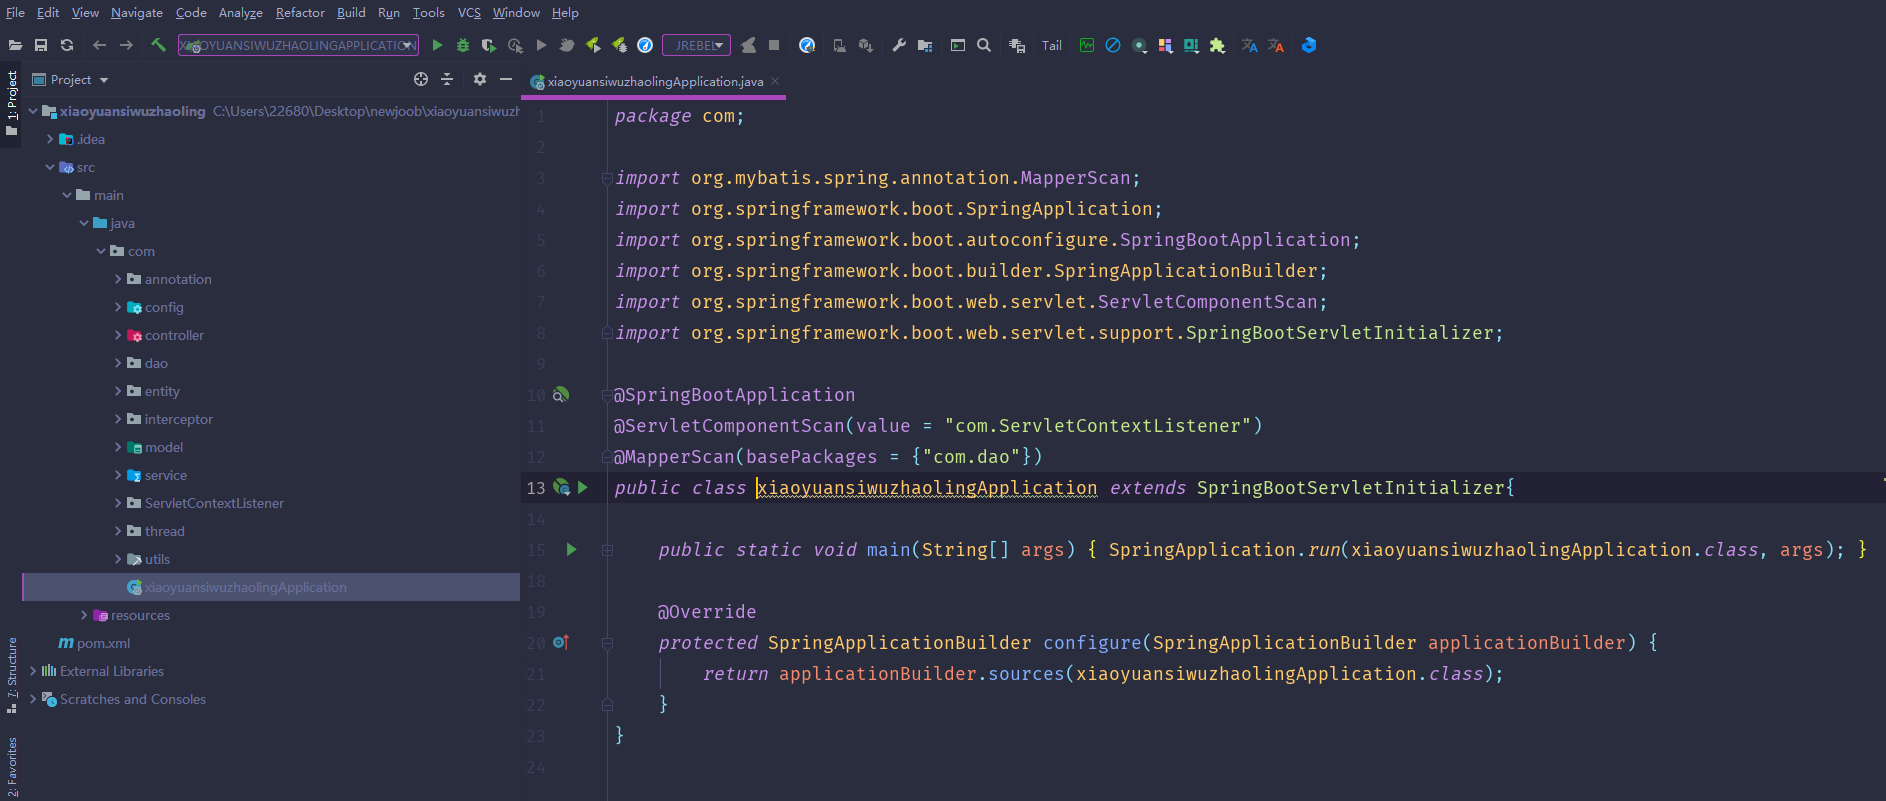 File Edit View Navigate Code Analyze Refactor Build Run Tools VCS Window Help
XIAOYUANSIWUZHAOLINGAPPLICATION JREBEL Tail
1: Project
7: Structure
2: Favorites
Project
xiaoyuansiwuzhaoling C:\Users\22680\Desktop\newjoob\xiaoyuansiwuzh
.idea
src
main
java
com
annotation
config
controller
dao
entity
interceptor
model
service
ServletContextListener
thread
utils
xiaoyuansiwuzhaolingApplication
resources
pom.xml
External Libraries
Scratches and Consoles
xiaoyuansiwuzhaolingApplication.java
1 package com;
2
3 import org.mybatis.spring.annotation.MapperScan;
4 import org.springframework.boot.SpringApplication;
5 import org.springframework.boot.autoconfigure.SpringBootApplication;
6 import org.springframework.boot.builder.SpringApplicationBuilder;
7 import org.springframework.boot.web.servlet.ServletComponentScan;
8 import org.springframework.boot.web.servlet.support.SpringBootServletInitializer;
9
10 @SpringBootApplication
11 @ServletComponentScan(value = "com.ServletContextListener")
12 @MapperScan(basePackages = {"com.dao"})
13 public class xiaoyuansiwuzhaolingApplication extends SpringBootServletInitializer{
14
15 public static void main(String[] args) { SpringApplication.run(xiaoyuansiwuzhaolingApplication.class, args); }
18
19 @Override
20 protected SpringApplicationBuilder configure(SpringApplicationBuilder applicationBuilder) {
21 return applicationBuilder.sources(xiaoyuansiwuzhaolingApplication.class);
22 }
23 }
24